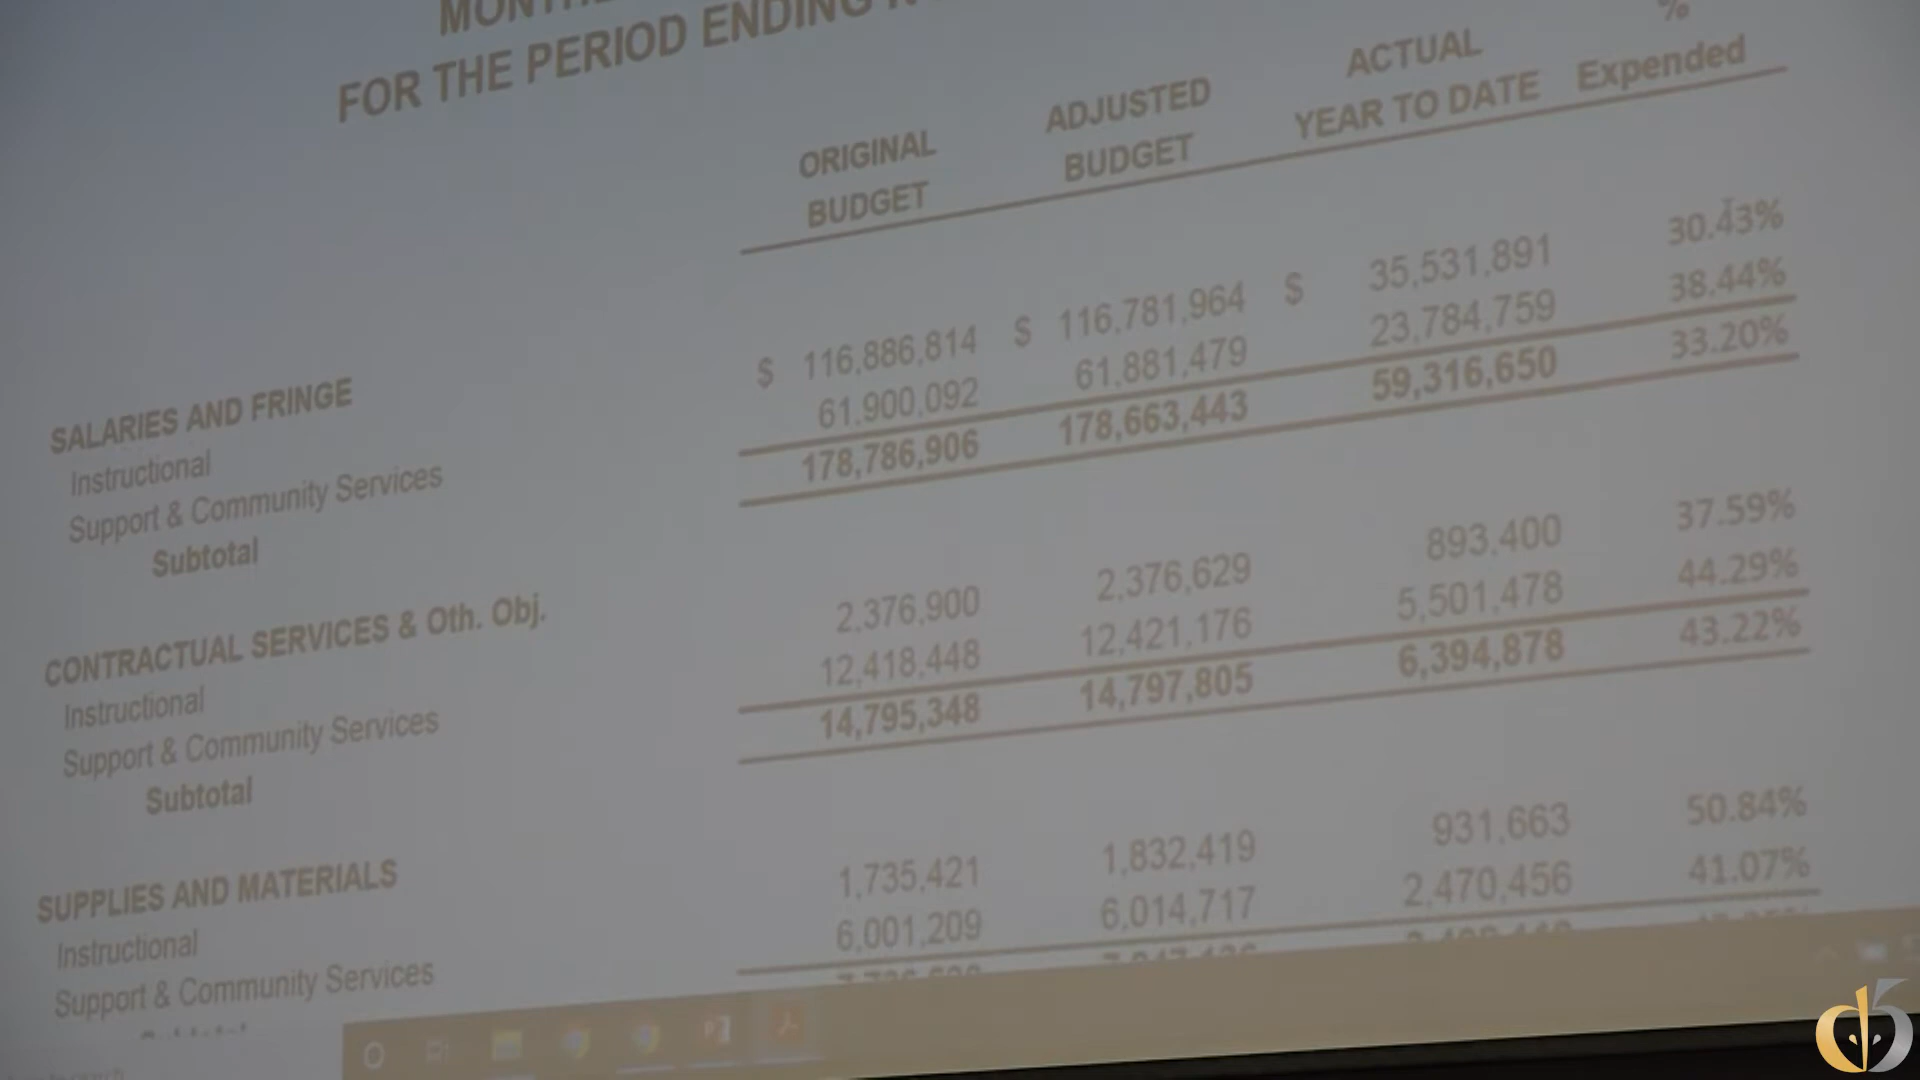 FOR THE PERIOD ENDING
ORIGINAL BUDGET
ADJUSTED BUDGET
ACTUAL YEAR TO DATE
% Expended
SALARIES AND FRINGE
Instructional $ 116,886,814 $ 116,781,964 $ 35,531,891 30.43%
Support & Community Services 61,900,092 61,881,479 23,784,759 38.44%
Subtotal 178,786,906 178,663,443 59,316,650 33.20%
CONTRACTUAL SERVICES & Oth. Obj.
Instructional 2,376,900 2,376,629 893,400 37.59%
Support & Community Services 12,418,448 12,421,176 5,501,478 44.29%
Subtotal 14,795,348 14,797,805 6,394,878 43.22%
SUPPLIES AND MATERIALS
Instructional 1,735,421 1,832,419 931,663 50.84%
Support & Community Services 6,001,209 6,014,717 2,470,456 41.07%